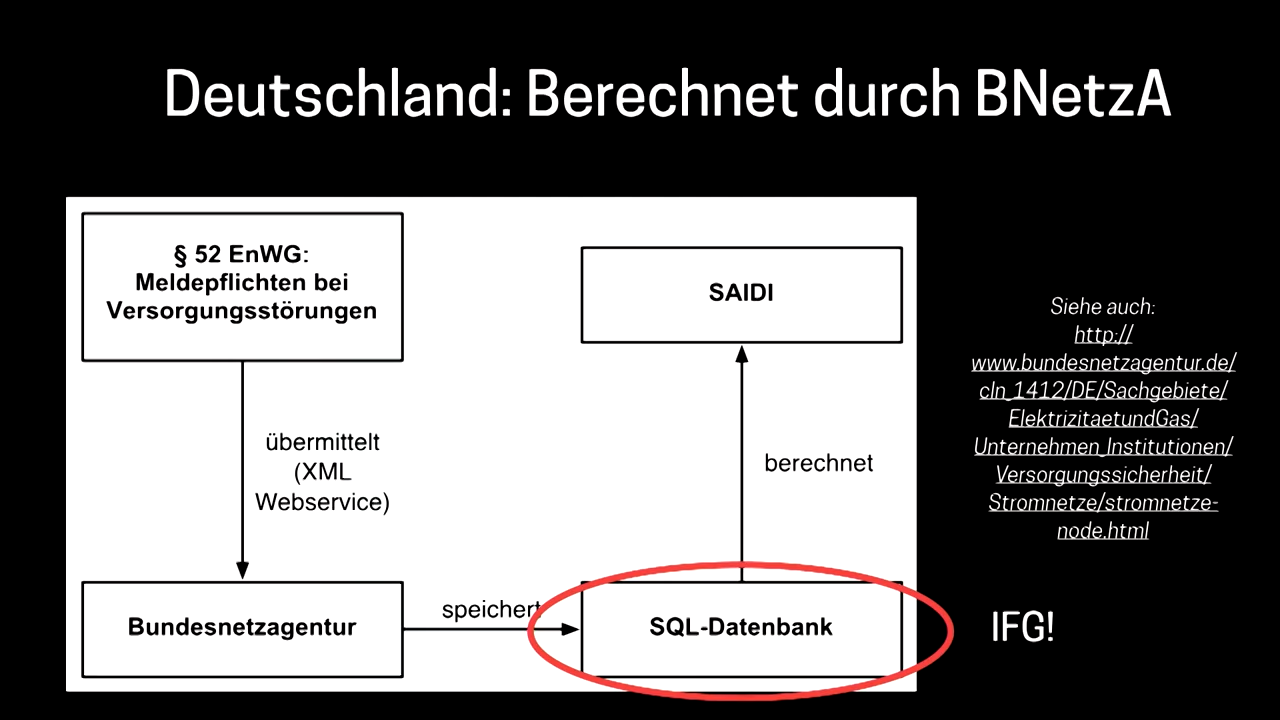 Deutschland: Berechnet durch BNetzA
§ 52 EnWG:
Meldepflichten bei
Versorgungsstörungen
SAIDI
übermittelt
(XML
Webservice)
berechnet
Bundesnetzagentur
speichert
SQL-Datenbank
Siehe auch:
http://
www.bundesnetzagentur.de/
cln_1412/DE/Sachgebiete/
ElektrizitaetundGas/
Unternehmen_Institutionen/
Versorgungssicherheit/
Stromnetze/stromnetze-
node.html
IFG!